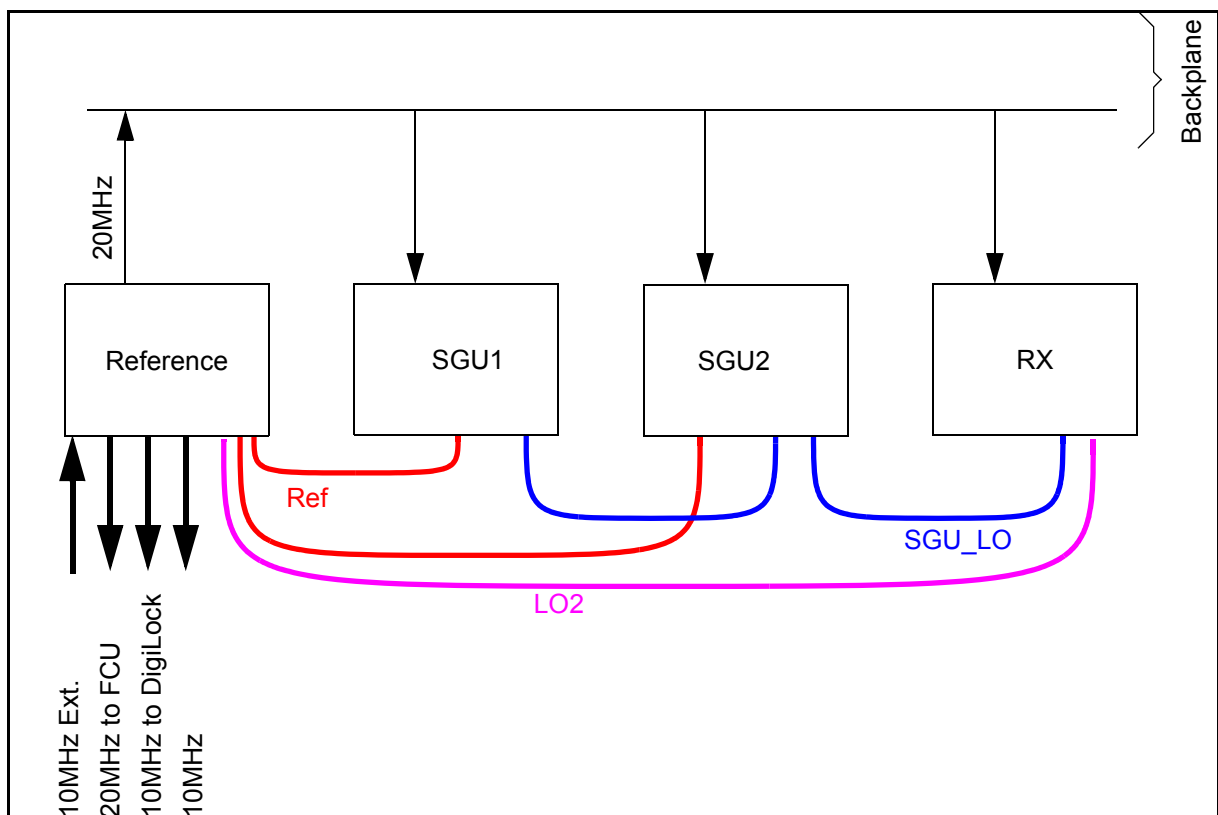 Backplane
20MHz
Reference
SGU1
SGU2
RX
Ref
SGU_LO
LO2
10MHz Ext.
20MHz to FCU
10MHz to DigiLock
10MHz